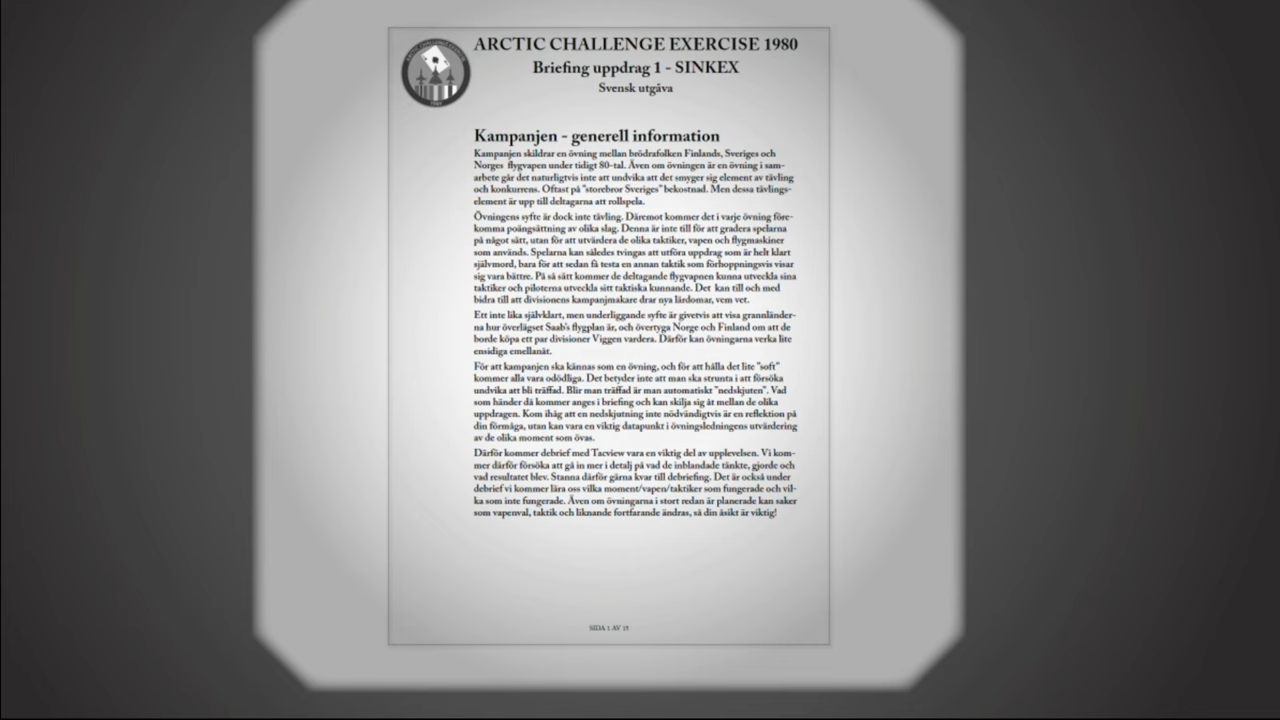 ARCTIC CHALLENGE EXERCISE 1980
Briefing uppdrag 1 - SINKEX
Svensk utgåva
Kampanjen - generell information
Kampanjen skildrar en övning mellan brödrafolken Finlands, Sveriges och
Norges flygvapen under tidigt 80-tal. Även om övningen är en övning i sam-
arbete går det naturligtvis inte att undvika att det smyger sig element av tävling
och konkurrens. Oftast på "storebror Sveriges" bekostnad. Men dessa tävlings-
element är upp till deltagarna att rollspela.
Övningens syfte är dock inte tävling. Däremot kommer det i varje övning före-
komma poängsättning av olika slag. Denna är inte till för att gradera spelarna
på något sätt, utan för att utvärdera de olika taktiker, vapen och flygmaskiner
som används. Spelarna kan således tvingas att utföra uppdrag som är helt klart
självmord, bara för att sedan få testa en annan taktik som förhoppningsvis visar
sig vara bättre. På så sätt kommer de deltagande flygvapnen kunna utveckla sina
taktiker och piloterna utveckla sitt taktiska kunnande. Det kan till och med
bidra till att divisionens kampanjmakare drar nya lärdomar, vem vet.
Ett inte lika självklart, men underliggande syfte är givetvis att visa grannländer-
na hur överlägset Saab's flygplan är, och övertyga Norge och Finland om att de
borde köpa ett par divisioner Viggen vardera. Därför kan övningarna verka lite
ensidiga emellanåt.
För att kampanjen ska kännas som en övning, och för att hålla det lite "soft"
kommer alla vara odödliga. Det betyder inte att man ska strunta i att försöka
undvika att bli träffad. Blir man träffad är man automatiskt "nedskjuten". Vad
som händer då kommer anges i briefing och kan skilja sig åt mellan de olika
uppdragen. Kom ihåg att en nedskjutning inte nödvändigtvis är en reflektion på
din förmåga, utan kan vara en viktig datapunkt i övningsledningens utvärdering
av de olika moment som övas.
Därför kommer debrief med Tacview vara en viktig del av upplevelsen. Vi kom-
mer därför försöka att gå in mer i detalj på vad de inblandade tänkte, gjorde och
vad resultatet blev. Stanna därför gärna kvar till debriefing. Det är också under
debrief vi kommer lära oss vilka moment/vapen/taktiker som fungerade och vil-
ka som inte fungerade. Även om övningarna i stort redan är planerade kan saker
som vapenval, taktik och liknande fortfarande ändras, så din åsikt är viktig!
SIDA 1 AV 15